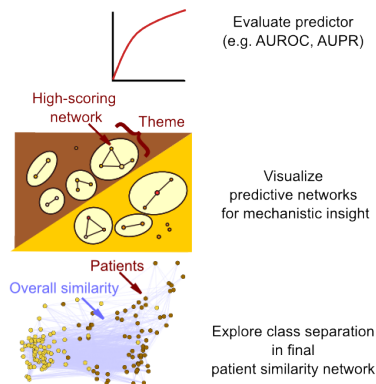 Evaluate predictor
(e.g. AUROC, AUPR)
High-scoring
network
Theme
Visualize
predictive networks
for mechanistic insight
Patients
Overall similarity
Explore class separation
in final
patient similarity network